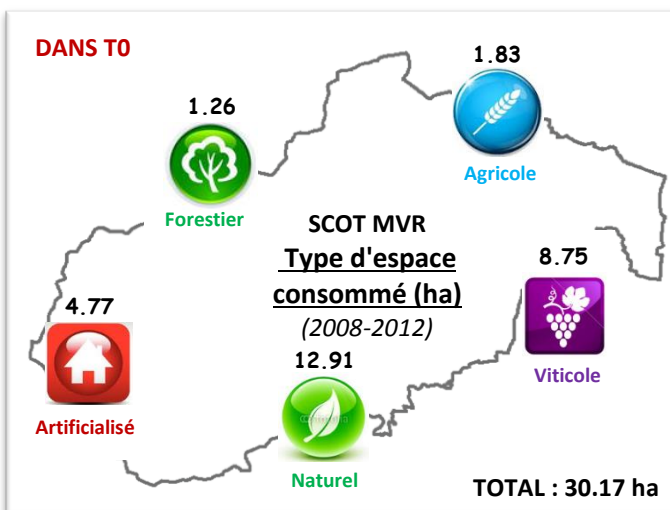 DANS T0
1.83
1.26
Agricole
Forestier
SCOT MVR
Type d'espace
consommé (ha)
(2008-2012)
8.75
4.77
12.91
Viticole
Artificialisé
Naturel
TOTAL : 30.17 ha